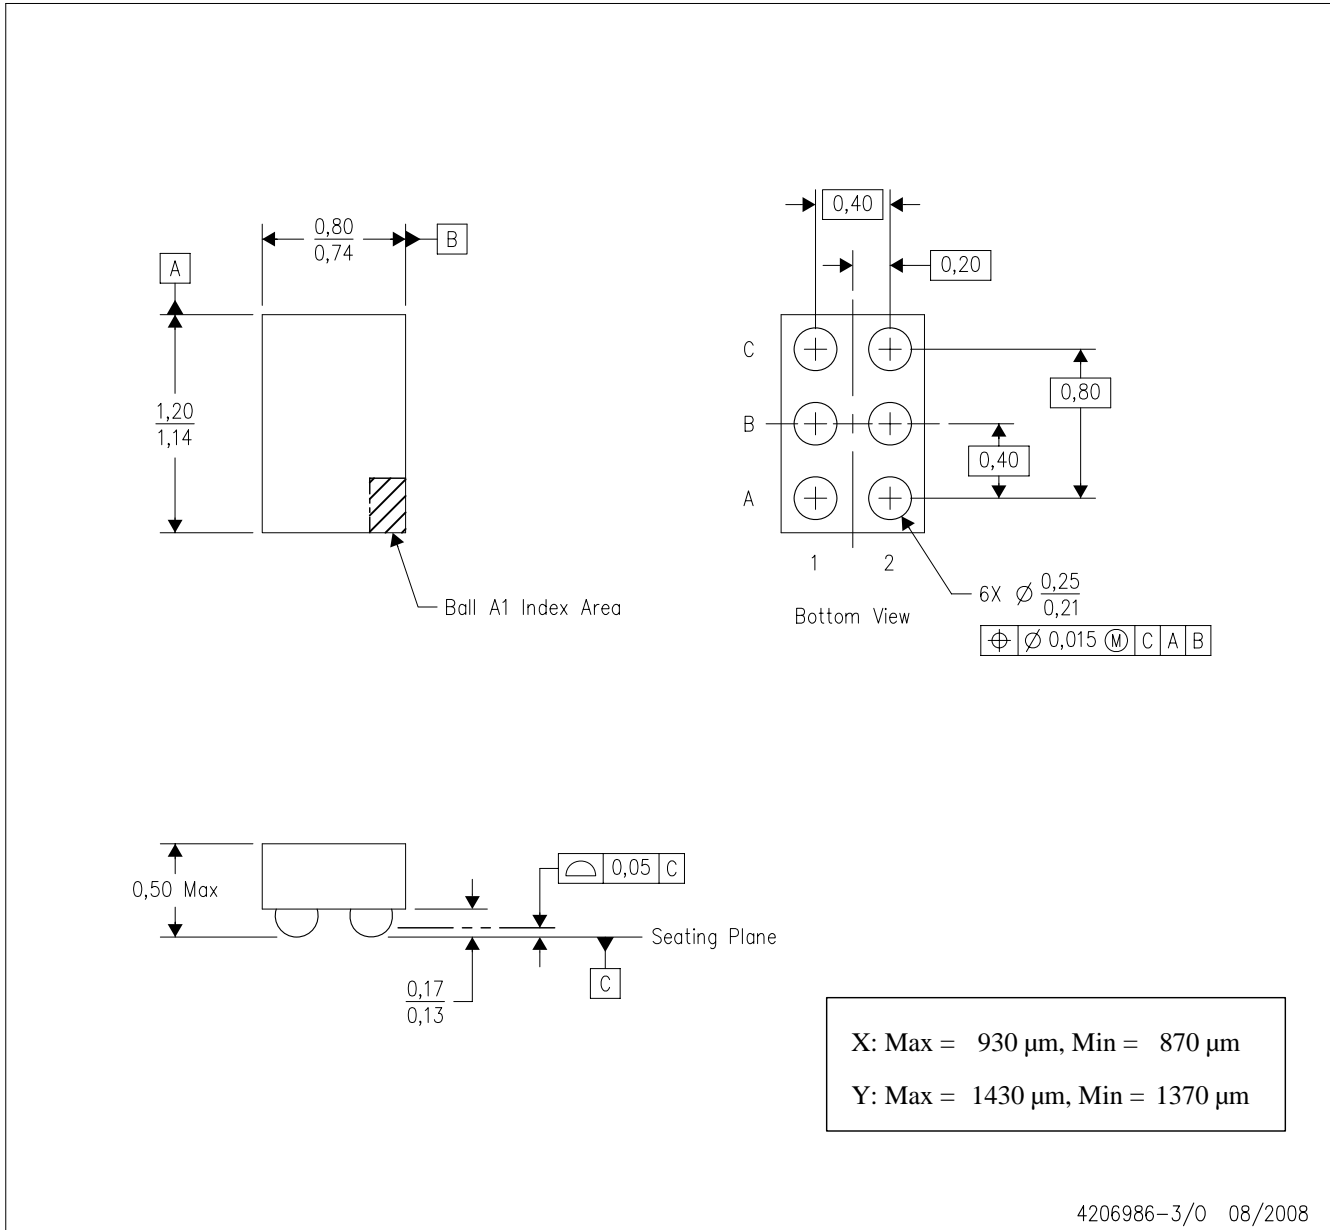 0,40
0,80
0,74
B
0,20
A
C
0,80
1,20
1,14
B
0,40
A
1 2
6X Ø 0,25
0,21
Ball A1 Index Area
Bottom View
⌖ Ø 0,015 Ⓜ C A B
0,05 C
0,50 Max
Seating Plane
C
0,17
0,13
X: Max = 930 µm, Min = 870 µm
Y: Max = 1430 µm, Min = 1370 µm
4206986-3/O 08/2008